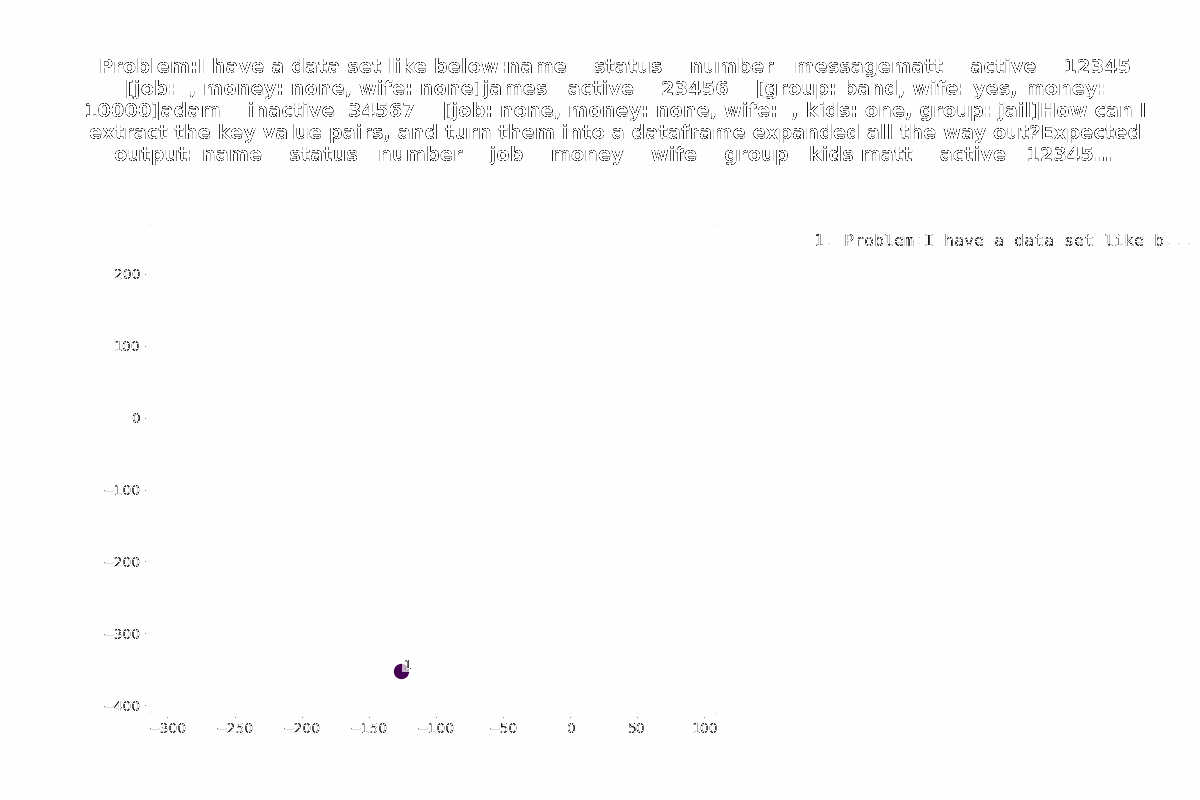 Problem:I have a data set like below:name    status    number   messagematt    active    12345
[job:  , money: none, wife: none]james   active    23456    [group: band, wife: yes, money:
10000]adam    inactive  34567    [job: none, money: none, wife:  , kids: one, group: jail]How can I
extract the key value pairs, and turn them into a dataframe expanded all the way out?Expected
output: name    status   number    job    money    wife    group   kids matt    active   12345...
1. Problem:I have a data set like b...
200
100
0
−100
−200
−300
1
−400
−300 −250 −200 −150 −100 −50 0 50 100